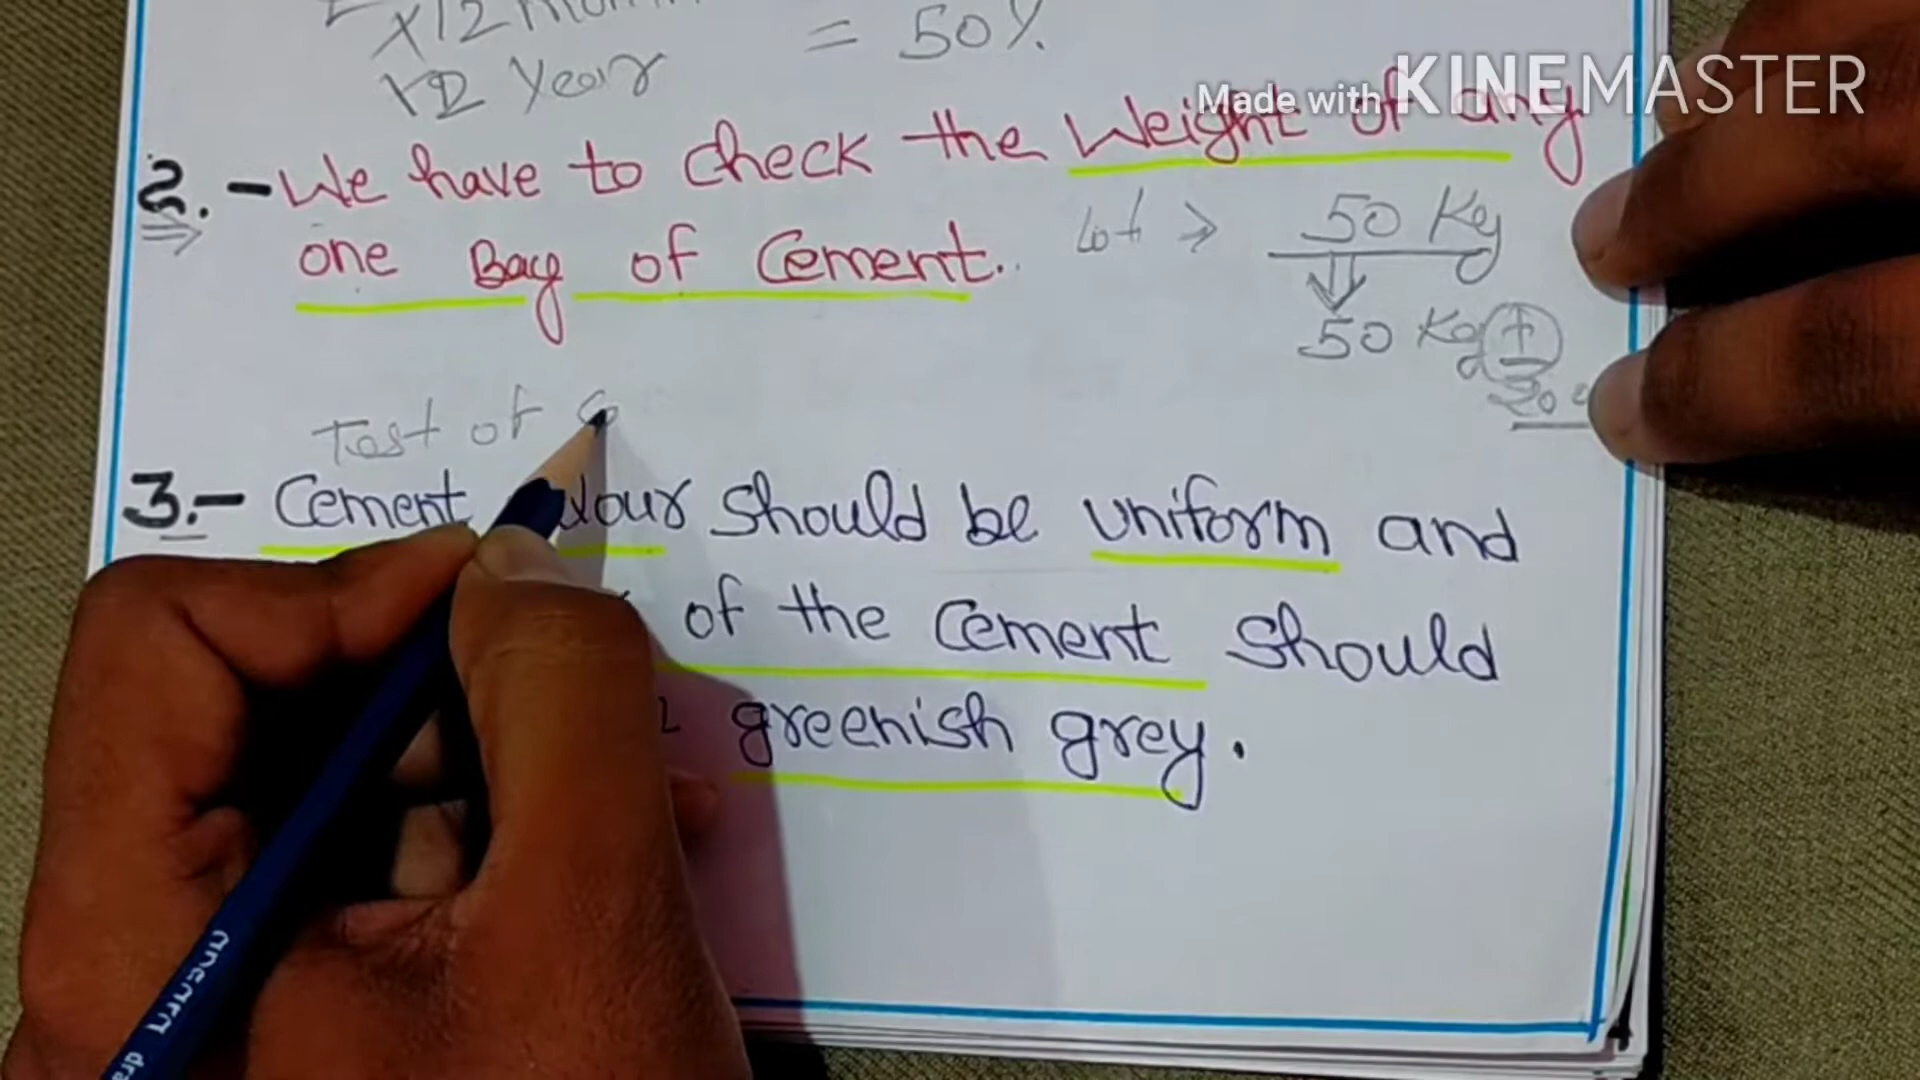 ×12
12 Year = 50%
Made with KINEMASTER
2. - We have to check the Weight of any
one Bag of Cement. Lot > 50 Kg
50 Kg ±
Test of
3.- Cement should be uniform and
of the Cement should
greenish grey.